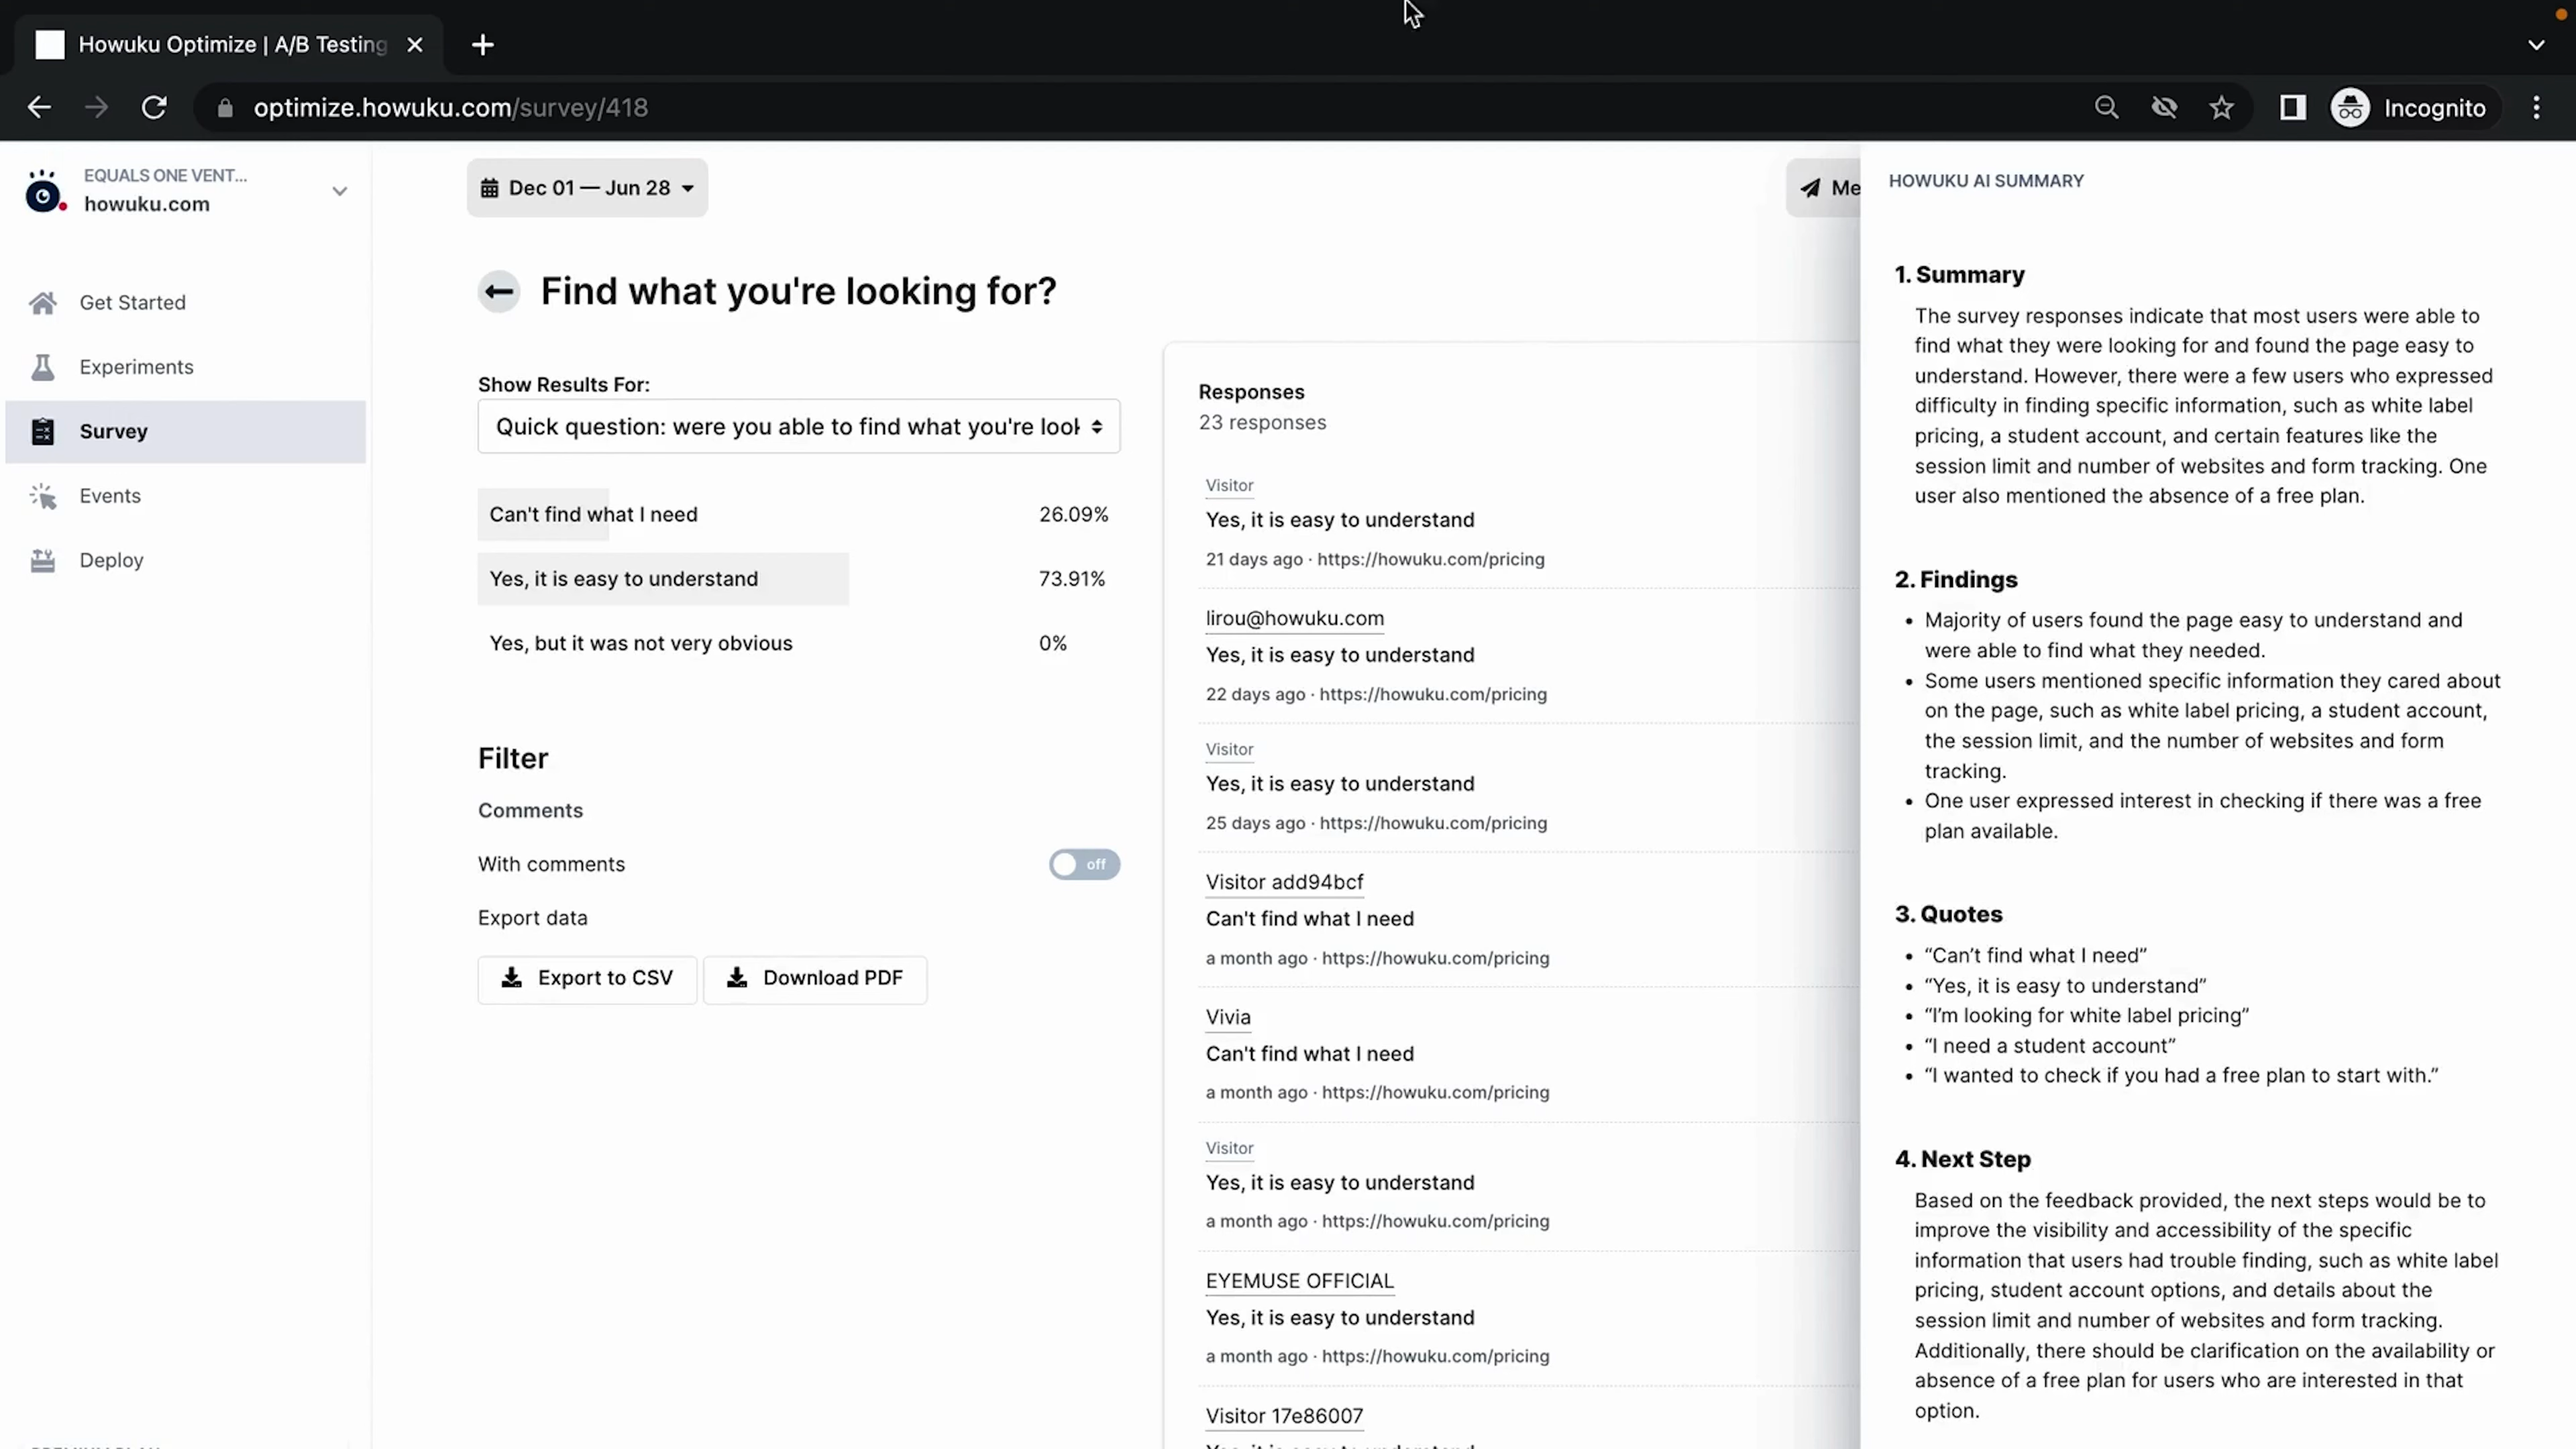 Howuku Optimize | A/B Testing
optimize.howuku.com/survey/418
Incognito
EQUALS ONE VENT...
howuku.com
Get Started
Experiments
Survey
Events
Deploy
Dec 01 — Jun 28
Me
Find what you're looking for?
Show Results For:
Quick question: were you able to find what you're look
Can't find what I need 26.09%
Yes, it is easy to understand 73.91%
Yes, but it was not very obvious 0%
Filter
Comments
With comments off
Export data
Export to CSV
Download PDF
Responses
23 responses
Visitor
Yes, it is easy to understand
21 days ago · https://howuku.com/pricing
lirou@howuku.com
Yes, it is easy to understand
22 days ago · https://howuku.com/pricing
Visitor
Yes, it is easy to understand
25 days ago · https://howuku.com/pricing
Visitor add94bcf
Can't find what I need
a month ago · https://howuku.com/pricing
Vivia
Can't find what I need
a month ago · https://howuku.com/pricing
Visitor
Yes, it is easy to understand
a month ago · https://howuku.com/pricing
EYEMUSE OFFICIAL
Yes, it is easy to understand
a month ago · https://howuku.com/pricing
Visitor 17e86007
HOWUKU AI SUMMARY
1. Summary
The survey responses indicate that most users were able to
find what they were looking for and found the page easy to
understand. However, there were a few users who expressed
difficulty in finding specific information, such as white label
pricing, a student account, and certain features like the
session limit and number of websites and form tracking. One
user also mentioned the absence of a free plan.
2. Findings
• Majority of users found the page easy to understand and
were able to find what they needed.
• Some users mentioned specific information they cared about
on the page, such as white label pricing, a student account,
the session limit, and the number of websites and form
tracking.
• One user expressed interest in checking if there was a free
plan available.
3. Quotes
• “Can’t find what I need”
• “Yes, it is easy to understand”
• “I’m looking for white label pricing”
• “I need a student account”
• “I wanted to check if you had a free plan to start with.”
4. Next Step
Based on the feedback provided, the next steps would be to
improve the visibility and accessibility of the specific
information that users had trouble finding, such as white label
pricing, student account options, and details about the
session limit and number of websites and form tracking.
Additionally, there should be clarification on the availability or
absence of a free plan for users who are interested in that
option.